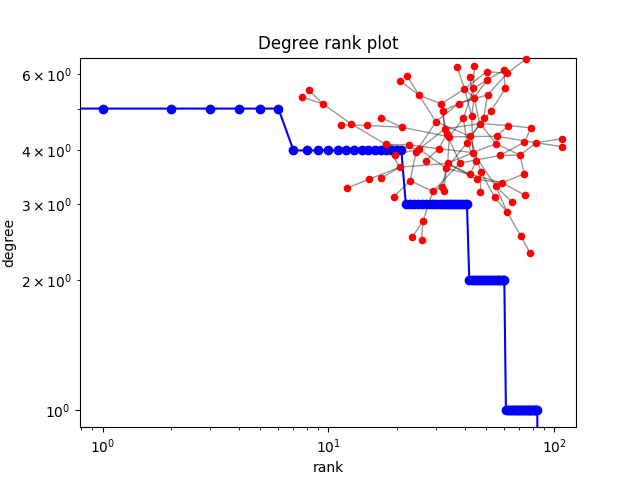 Degree rank plot
degree
6 × 10⁰
4 × 10⁰
3 × 10⁰
2 × 10⁰
10⁰
10⁰
10¹
10²
rank